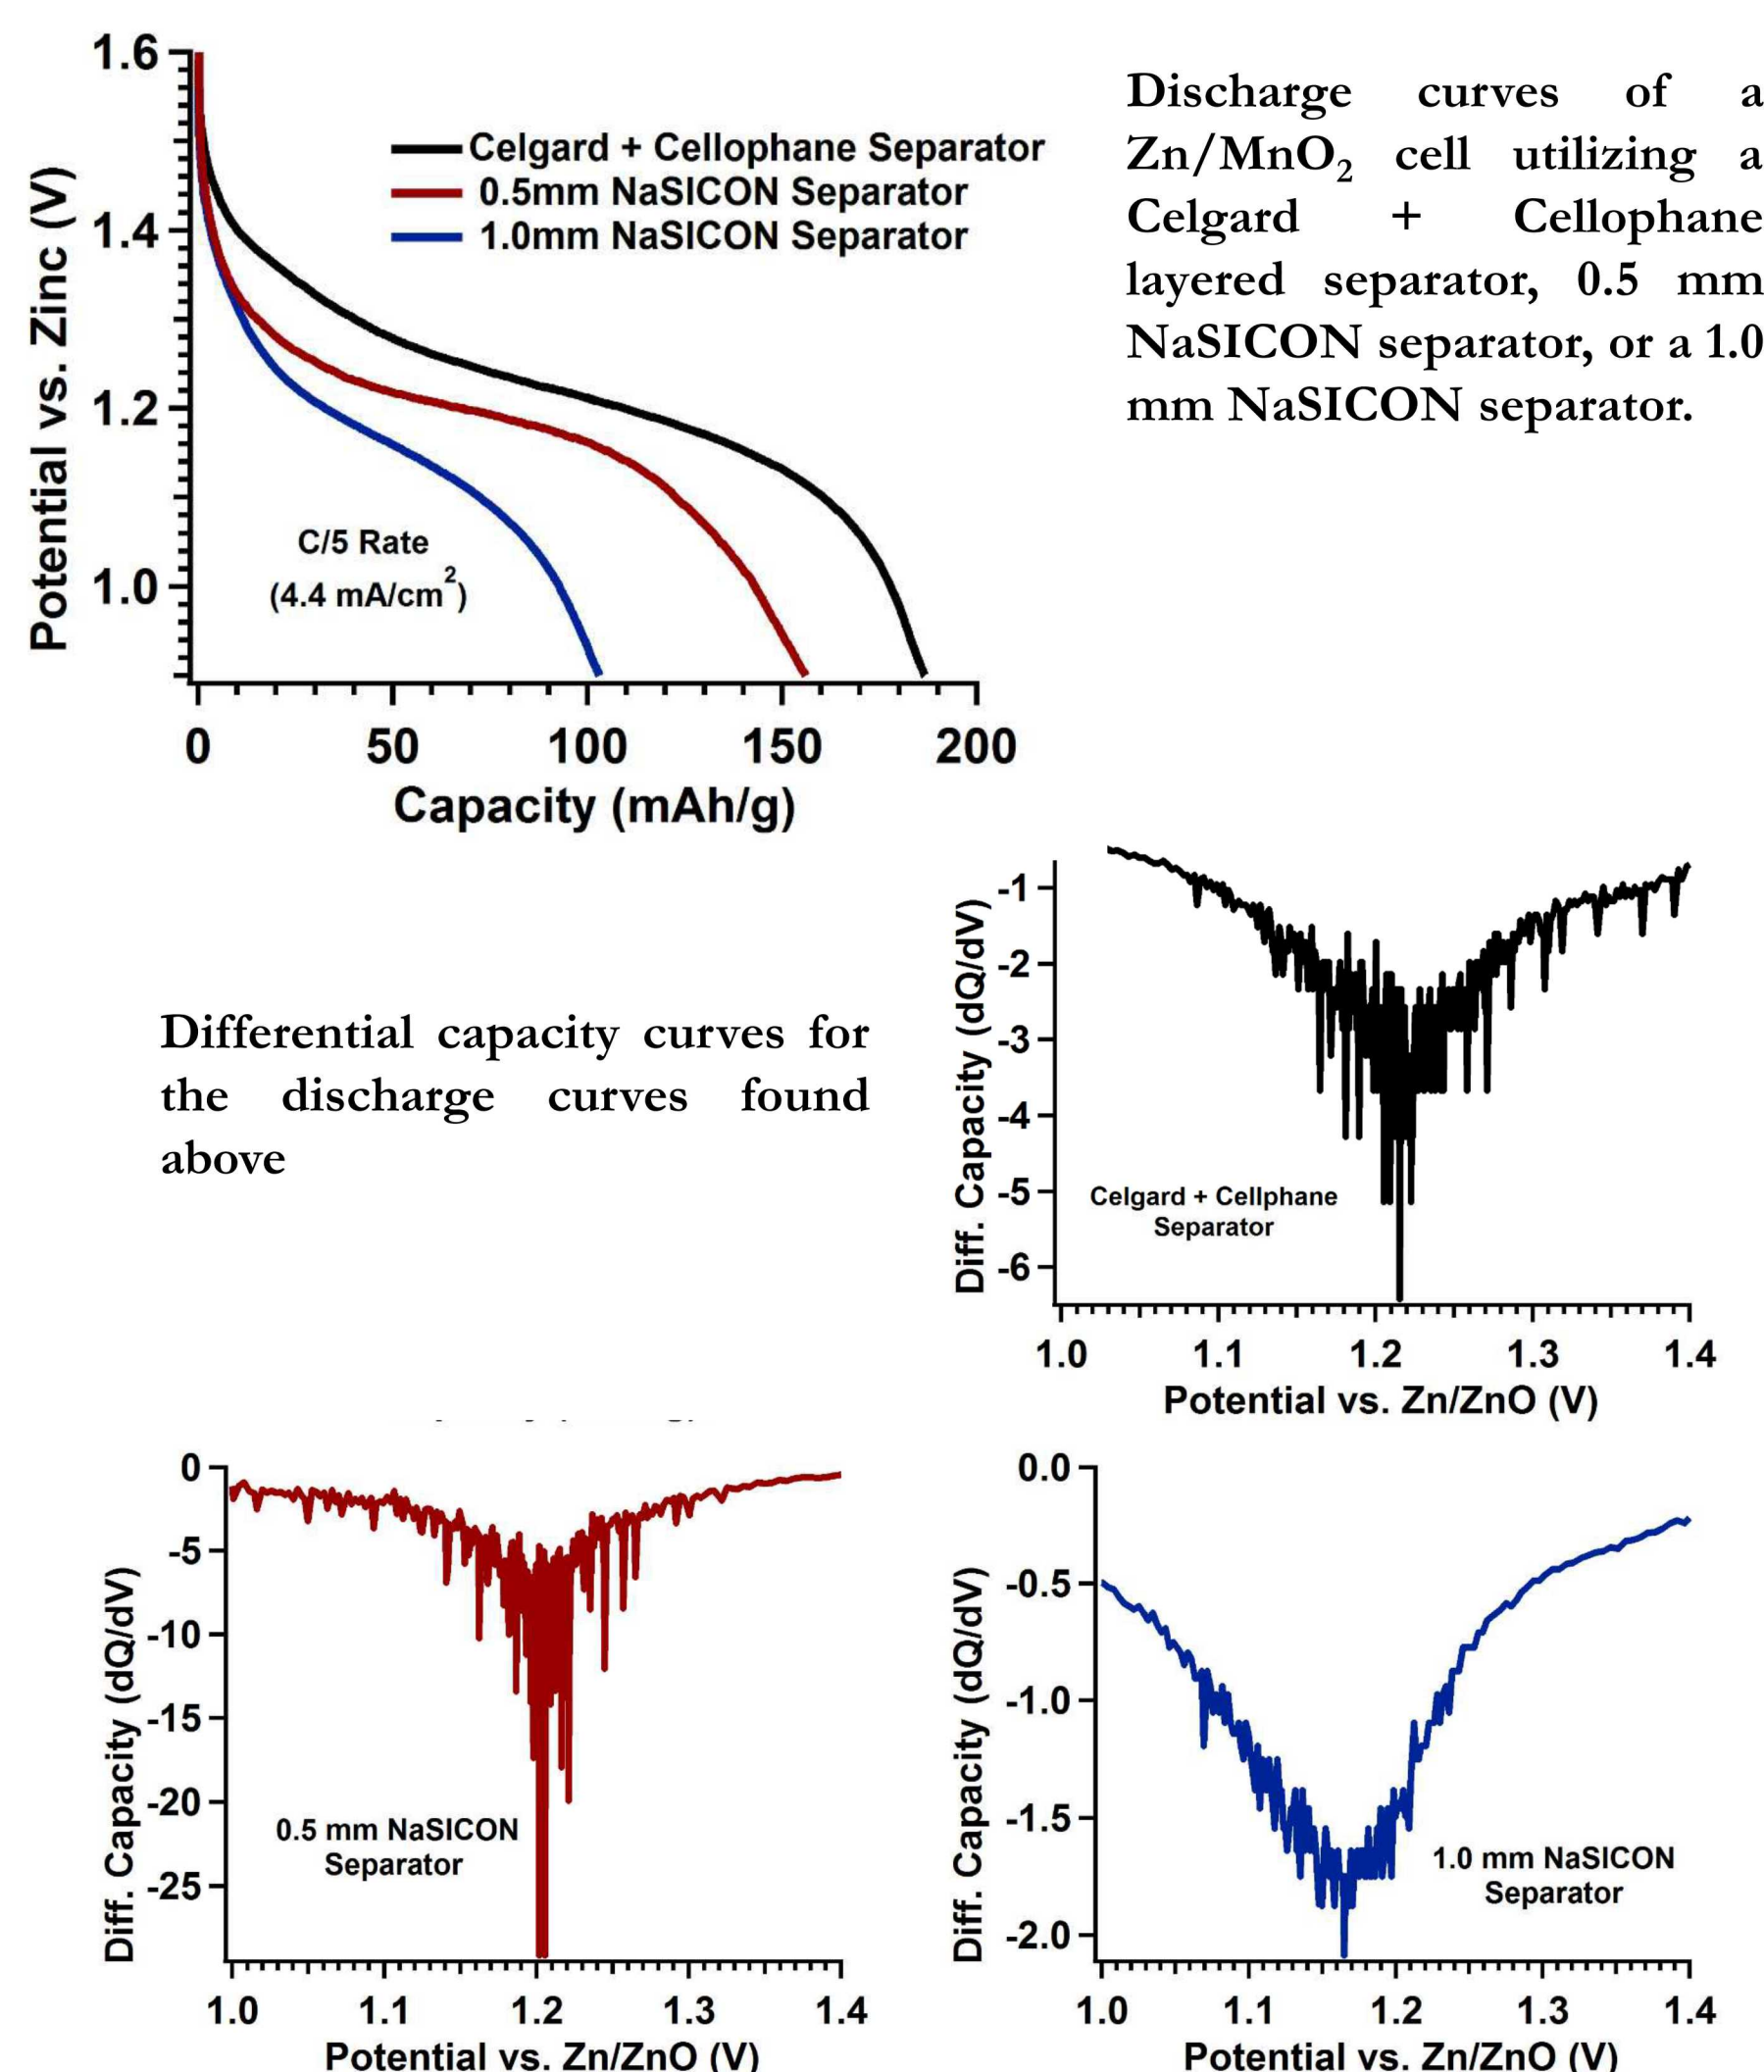 1.6
1.4
1.2
1.0
Potential vs. Zinc (V)
Celgard + Cellophane Separator
0.5mm NaSICON Separator
1.0mm NaSICON Separator
C/5 Rate
(4.4 mA/cm²)
0 50 100 150 200
Capacity (mAh/g)
Discharge curves of a
Zn/MnO₂ cell utilizing a
Celgard + Cellophane
layered separator, 0.5 mm
NaSICON separator, or a 1.0
mm NaSICON separator.
Differential capacity curves for
the discharge curves found
above
-1
-2
-3
-4
-5
-6
Diff. Capacity (dQ/dV)
Celgard + Cellphane
Separator
1.0 1.1 1.2 1.3 1.4
Potential vs. Zn/ZnO (V)
0
-5
-10
-15
-20
-25
Diff. Capacity (dQ/dV)
0.5 mm NaSICON
Separator
1.0 1.1 1.2 1.3 1.4
Potential vs. Zn/ZnO (V)
0.0
-0.5
-1.0
-1.5
-2.0
Diff. Capacity (dQ/dV)
1.0 mm NaSICON
Separator
1.0 1.1 1.2 1.3 1.4
Potential vs. Zn/ZnO (V)